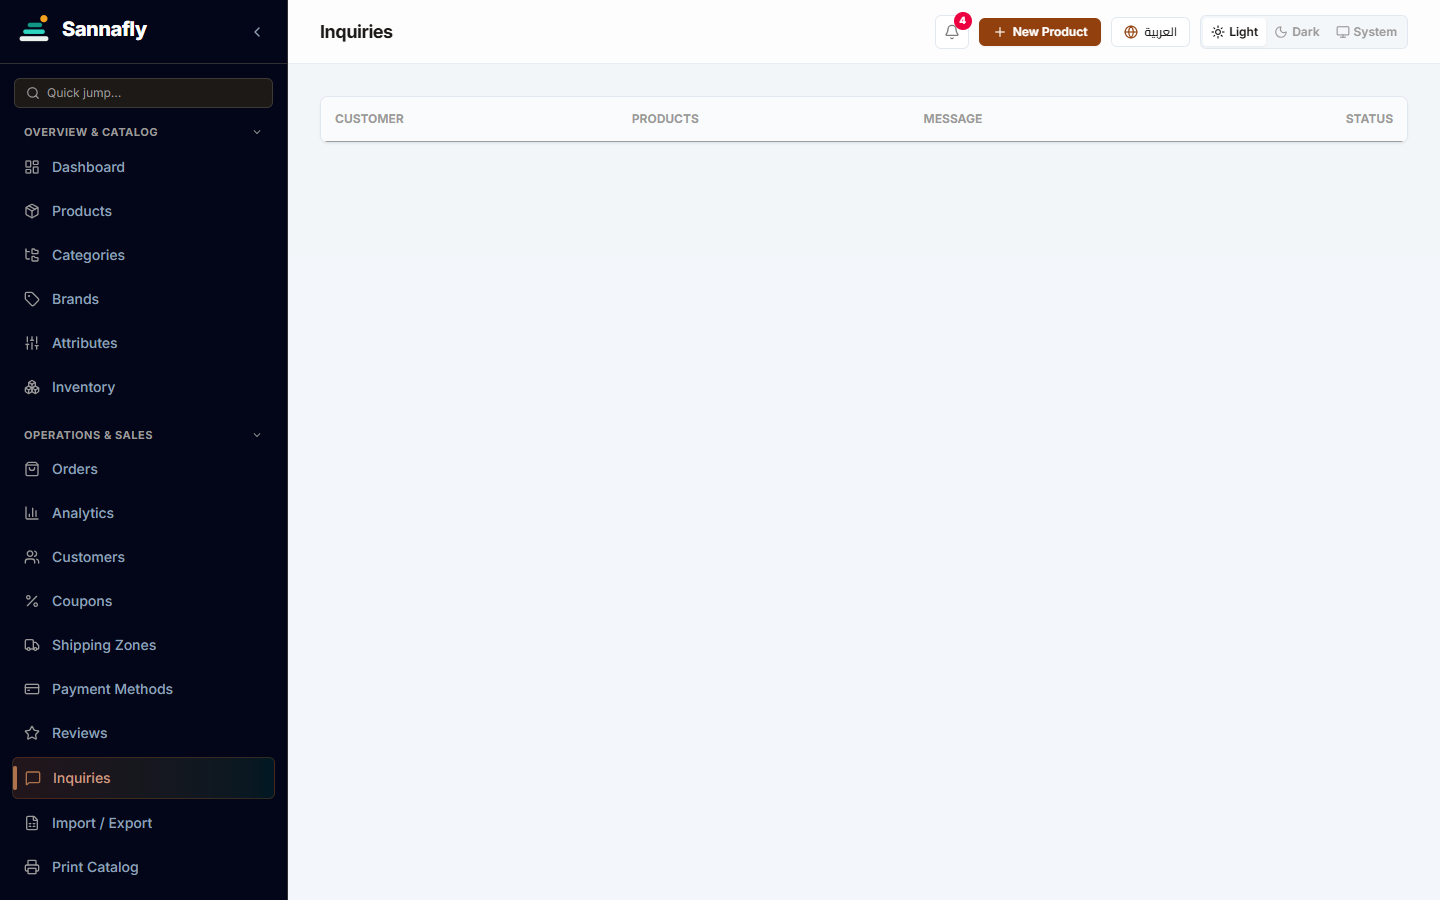 Sannafly
Quick jump...
OVERVIEW & CATALOG
Dashboard
Products
Categories
Brands
Attributes
Inventory
OPERATIONS & SALES
Orders
Analytics
Customers
Coupons
Shipping Zones
Payment Methods
Reviews
Inquiries
Import / Export
Print Catalog
Inquiries
4
New Product
العربية
Light
Dark
System
CUSTOMER
PRODUCTS
MESSAGE
STATUS